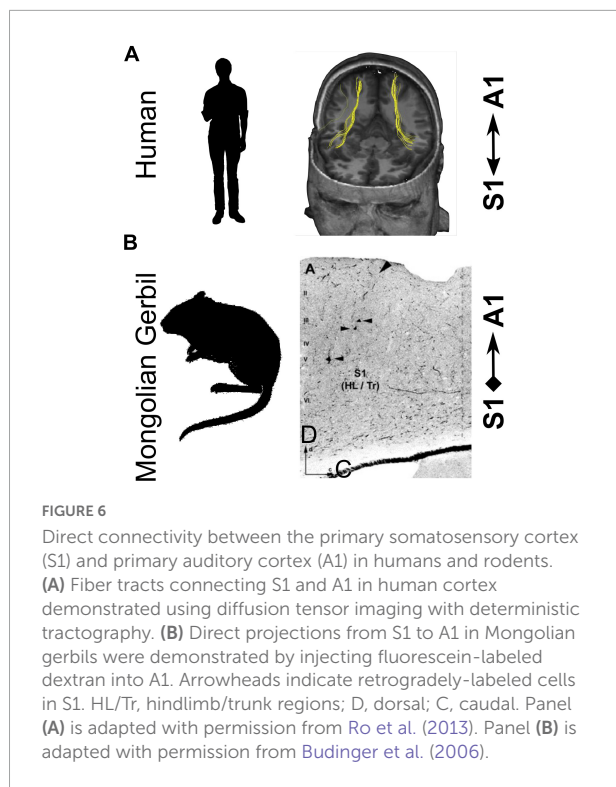 A
Human
S1
A1
B
Mongolian Gerbil
A
II
III
IV
V
VI
S1
(HL / Tr)
D
d
c
C
S1
A1
FIGURE 6
Direct connectivity between the primary somatosensory cortex
(S1) and primary auditory cortex (A1) in humans and rodents.
(A) Fiber tracts connecting S1 and A1 in human cortex
demonstrated using diffusion tensor imaging with deterministic
tractography. (B) Direct projections from S1 to A1 in Mongolian
gerbils were demonstrated by injecting fluorescein-labeled
dextran into A1. Arrowheads indicate retrogradely-labeled cells
in S1. HL/Tr, hindlimb/trunk regions; D, dorsal; C, caudal. Panel
(A) is adapted with permission from Ro et al. (2013). Panel (B) is
adapted with permission from Budinger et al. (2006).